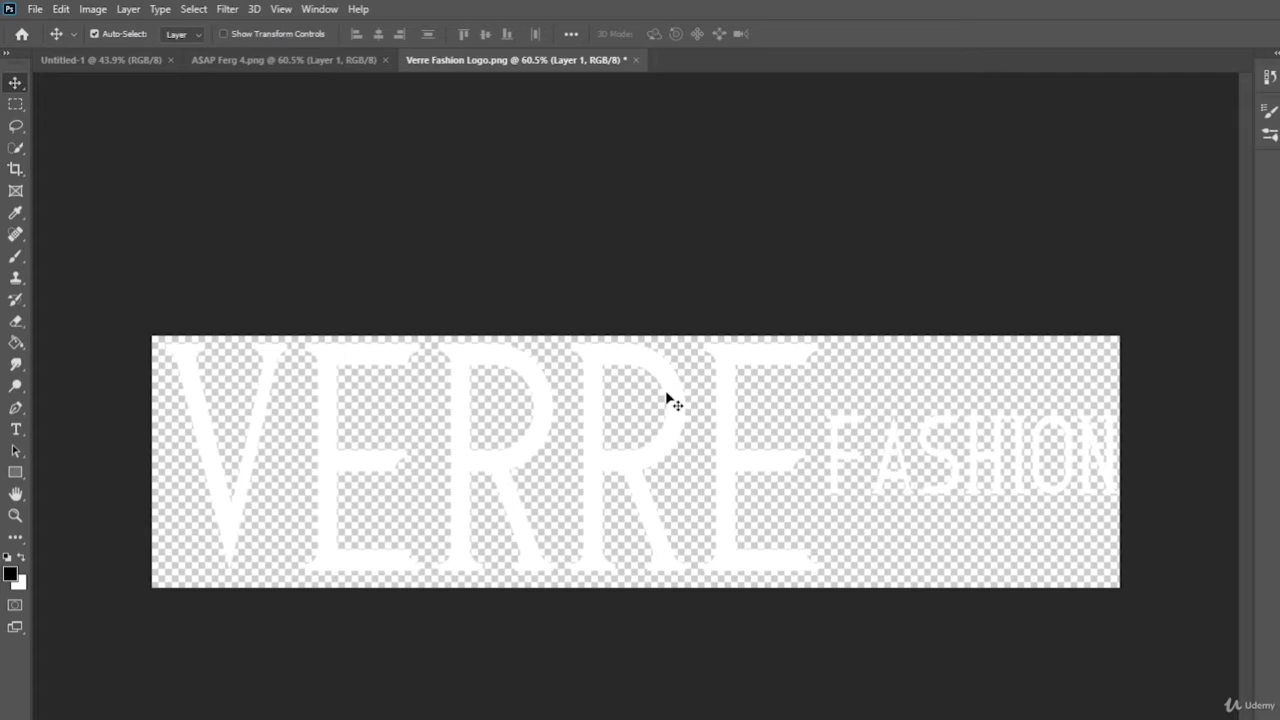 Ps File Edit Image Layer Type Select Filter 3D View Window Help
Auto-Select: Layer Show Transform Controls 3D Mode:
Untitled-1 @ 43.9% (RGB/8) × A$AP Ferg 4.png @ 60.5% (Layer 1, RGB/8) × Verre Fashion Logo.png @ 60.5% (Layer 1, RGB/8) * ×
VERRE FASHION
Udemy